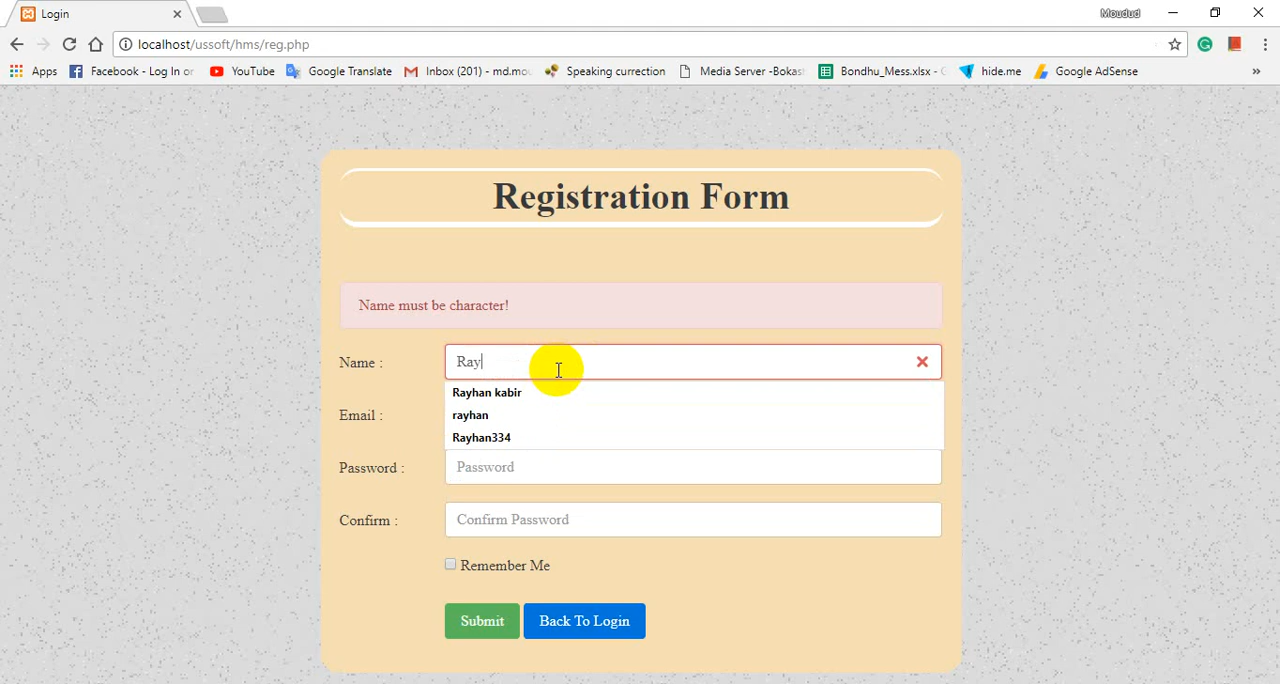 Login
Moudud
localhost/ussoft/hms/reg.php
Apps Facebook - Log In or YouTube Google Translate Inbox (201) - md.mou Speaking currection Media Server -Bokas Bondhu_Mess.xlsx - G hide.me Google AdSense »
Registration Form
Name must be character!
Name : Ray
Rayhan kabir
Email : rayhan
Rayhan334
Password : Password
Confirm : Confirm Password
Remember Me
Submit Back To Login